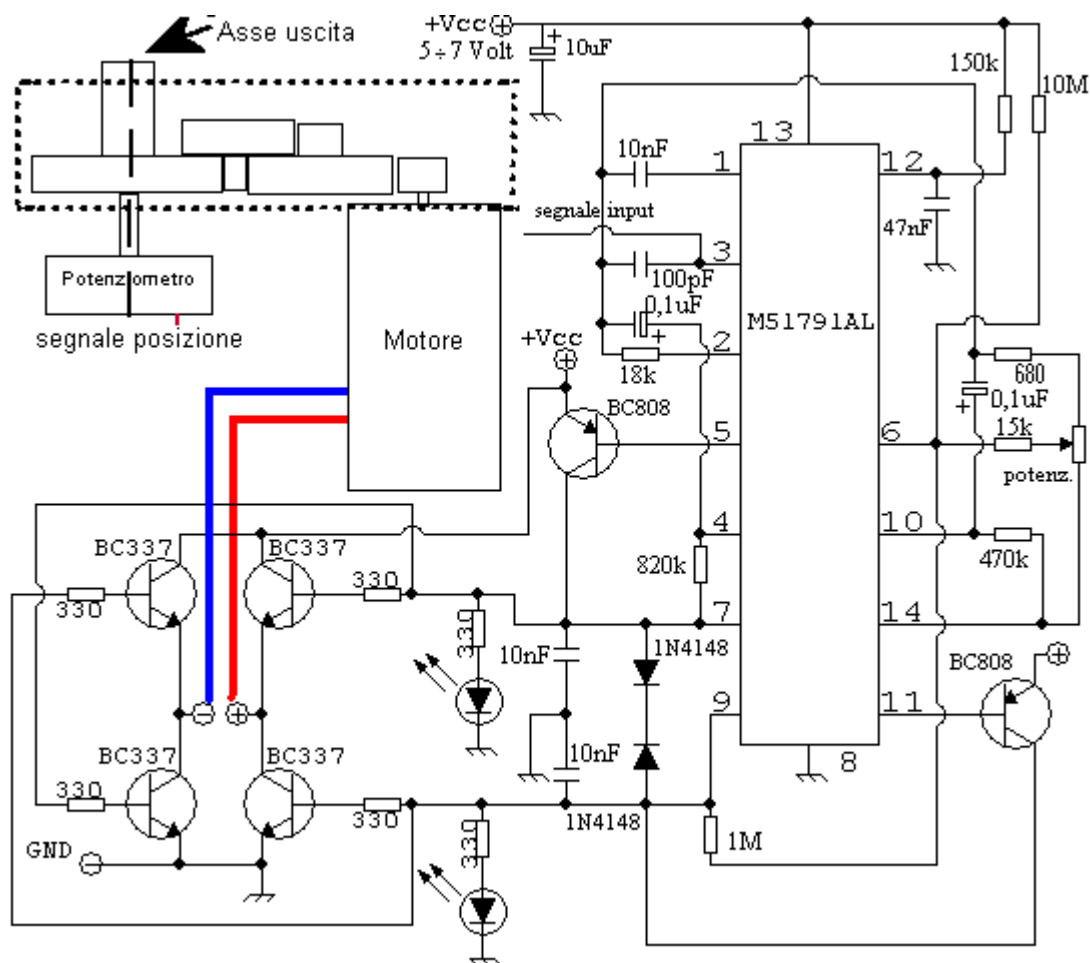 Asse uscita
+Vcc
5÷7 Volt
10uF
150k
10M
13
10nF
1
12
segnale input
47nF
Potenziometro
3
100pF
segnale posizione
0,1uF
M51791AL
Motore
+Vcc
2
18k
680
BC808
0,1uF
15k
5
6
potenz.
BC337
BC337
4
10
820k
470k
330
330
330
7
14
10nF
1N4148
BC808
9
11
BC337
BC337
10nF
8
330
330
1N4148
330
1M
GND